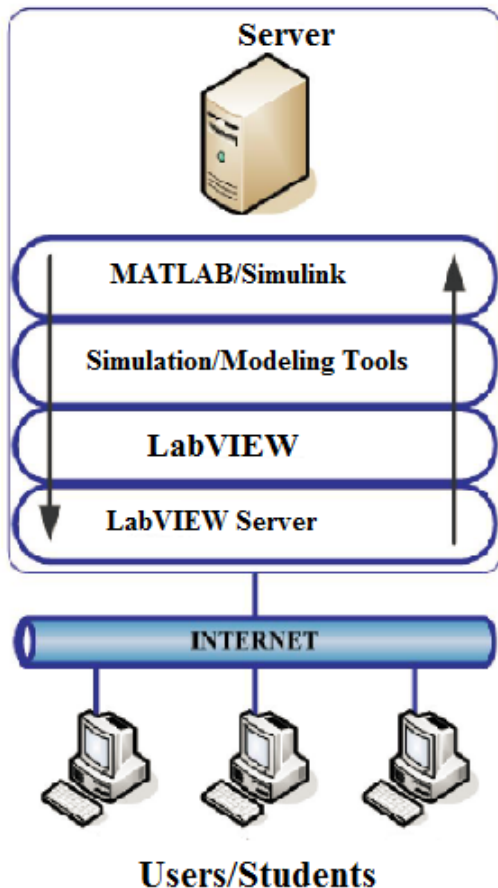 Server
MATLAB/Simulink
Simulation/Modeling Tools
LabVIEW
LabVIEW Server
INTERNET
Users/Students